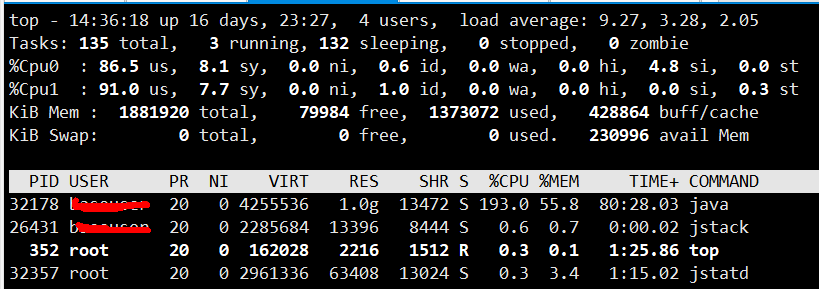 top - 14:36:18 up 16 days, 23:27,  4 users,  load average: 9.27, 3.28, 2.05
Tasks: 135 total,   3 running, 132 sleeping,   0 stopped,   0 zombie
%Cpu0  : 86.5 us,  8.1 sy,  0.0 ni,  0.6 id,  0.0 wa,  0.0 hi,  4.8 si,  0.0 st
%Cpu1  : 91.0 us,  7.7 sy,  0.0 ni,  1.0 id,  0.0 wa,  0.0 hi,  0.0 si,  0.3 st
KiB Mem :  1881920 total,    79984 free,  1373072 used,   428864 buff/cache
KiB Swap:        0 total,        0 free,        0 used.   230996 avail Mem
PID USER      PR  NI    VIRT    RES    SHR S  %CPU %MEM     TIME+ COMMAND
32178           20   0 4255536   1.0g  13472 S 193.0 55.8  80:28.03 java
26431           20   0 2285684  13396   8444 S   0.6  0.7   0:00.02 jstack
352 root      20   0  162028   2216   1512 R   0.3  0.1   1:25.86 top
32357 root      20   0 2961336  63408  13024 S   0.3  3.4   1:15.02 jstatd